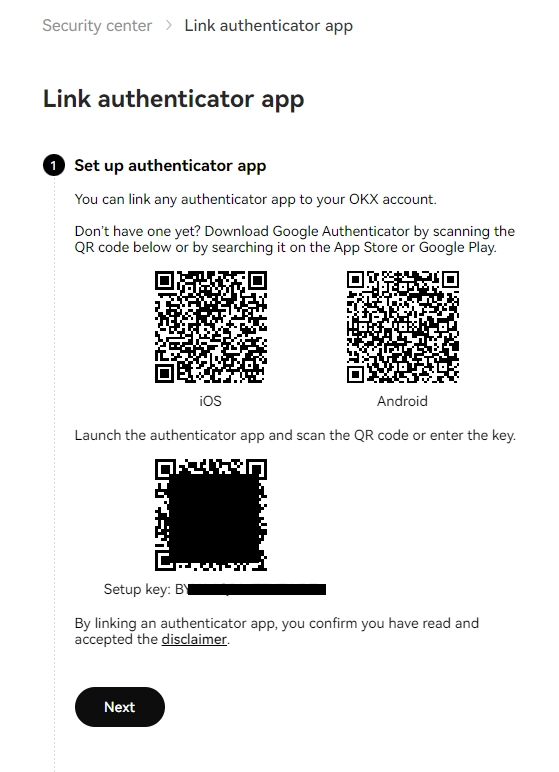 Security center > Link authenticator app
Link authenticator app
1 Set up authenticator app
You can link any authenticator app to your OKX account.
Don't have one yet? Download Google Authenticator by scanning the
QR code below or by searching it on the App Store or Google Play.
iOS Android
Launch the authenticator app and scan the QR code or enter the key.
Setup key: BY
By linking an authenticator app, you confirm you have read and
accepted the disclaimer.
Next